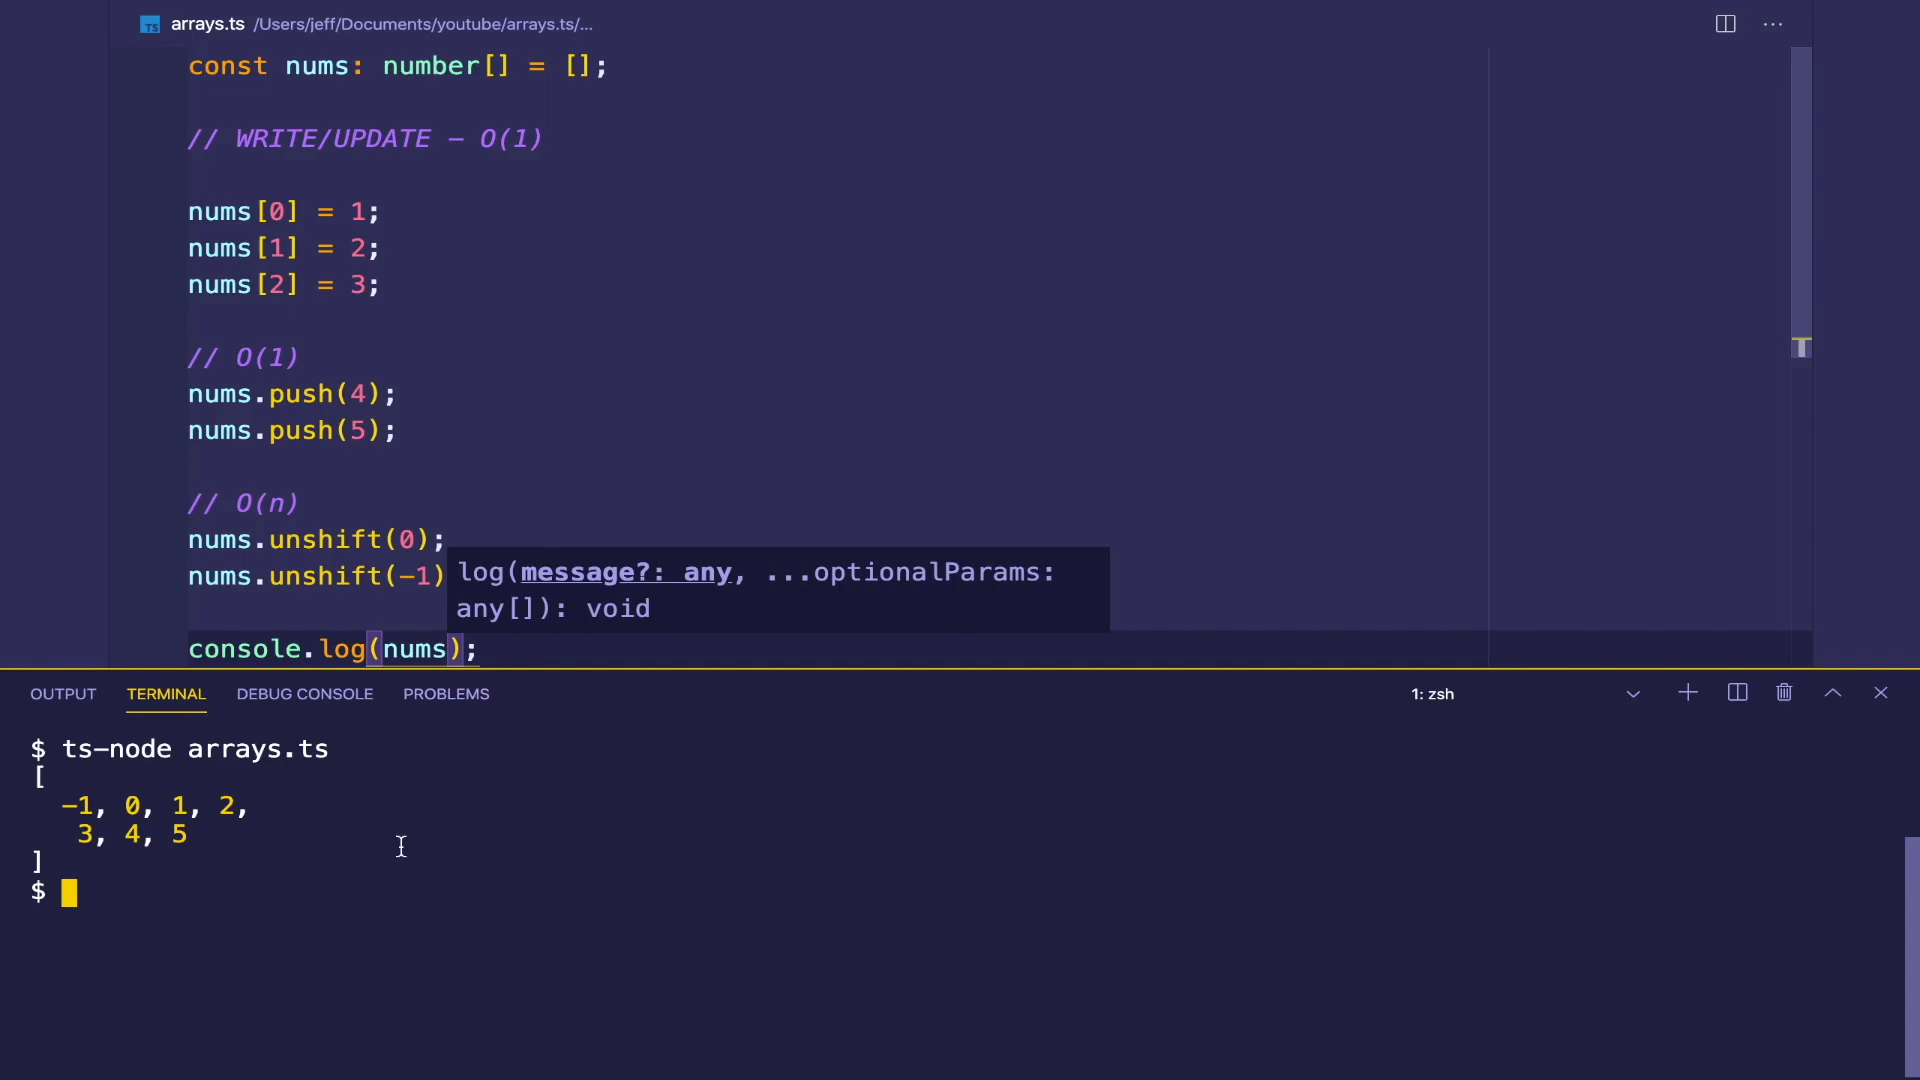 arrays.ts /Users/jeff/Documents/youtube/arrays.ts/...
const nums: number[] = [];
// WRITE/UPDATE – O(1)
nums[0] = 1;
nums[1] = 2;
nums[2] = 3;
// O(1)
nums.push(4);
nums.push(5);
// O(n)
nums.unshift(0);
nums.unshift(–1)
log(message?: any, ...optionalParams:
any[]): void
console.log(nums);
OUTPUT TERMINAL DEBUG CONSOLE PROBLEMS 1: zsh
$ ts–node arrays.ts
[
–1, 0, 1, 2,
3, 4, 5
]
$